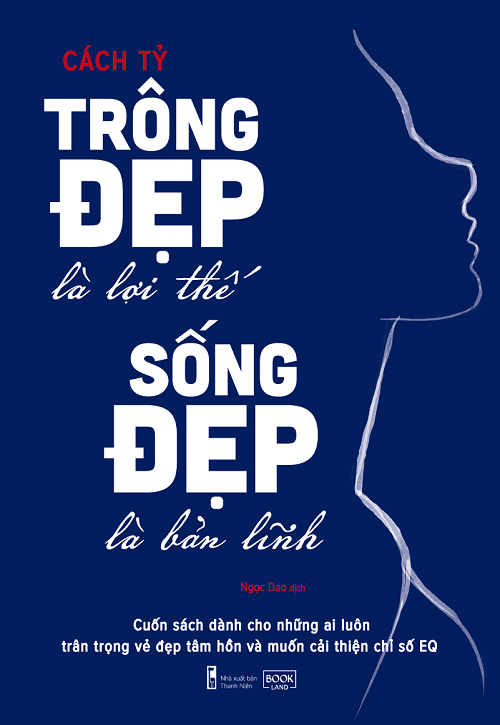 CÁCH TỶ
TRÔNG
ĐẸP
là lợi thế
SỐNG
ĐẸP
là bản lĩnh
Ngọc Dao dịch
Cuốn sách dành cho những ai luôn
trân trọng vẻ đẹp tâm hồn và muốn cải thiện chỉ số EQ
Nhà xuất bản
Thanh Niên
BOOK
LAND